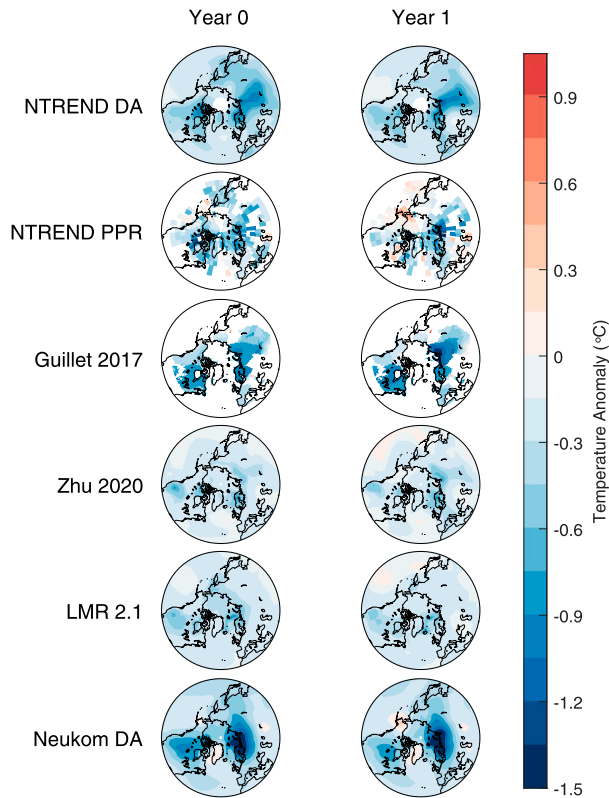 Year 0
Year 1
NTREND DA
NTREND PPR
Guillet 2017
Zhu 2020
LMR 2.1
Neukom DA
0.9
0.6
0.3
0
-0.3
-0.6
-0.9
-1.2
-1.5
Temperature Anomaly (°C)